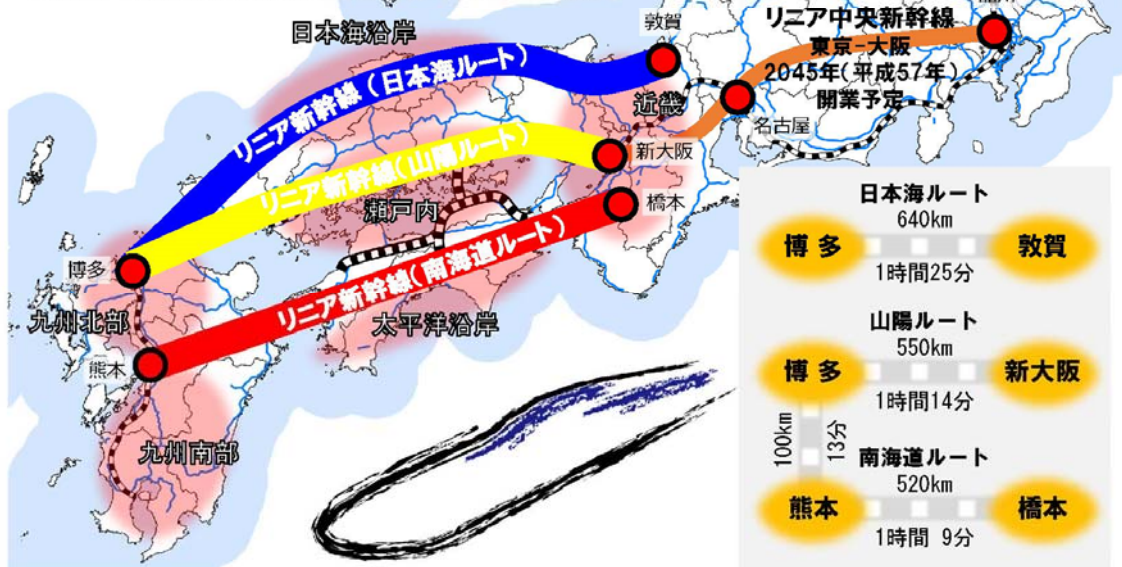 日本海沿岸
敦賀
リニア中央新幹線
東京-大阪
2045年(平成57年)
開業予定
リニア新幹線(日本海ルート)
近畿
名古屋
リニア新幹線(山陽ルート)
新大阪
瀬戸内
橋本
博多
リニア新幹線(南海道ルート)
九州北部
太平洋沿岸
熊本
九州南部
日本海ルート
640km
博多
敦賀
1時間25分
山陽ルート
550km
博多
新大阪
1時間14分
100km
13分
南海道ルート
520km
熊本
橋本
1時間 9分